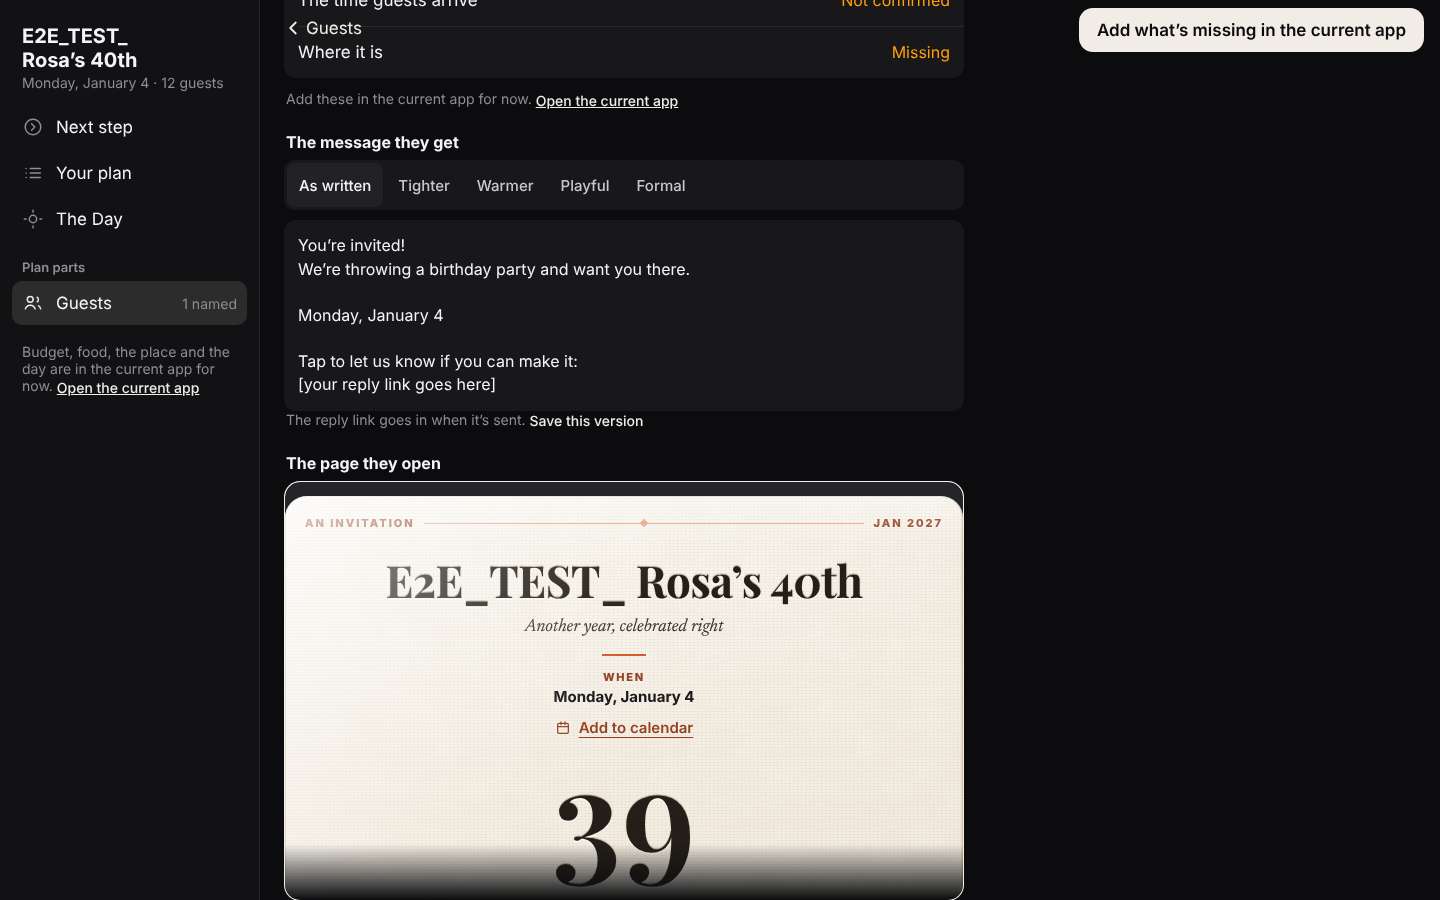 E2E_TEST_
Rosa’s 40th
Monday, January 4 · 12 guests
Next step
Your plan
The Day
Plan parts
Guests
1 named
Budget, food, the place and the
day are in the current app for
now. Open the current app
The time guests arrive
Not confirmed
Guests
Where it is
Missing
Add these in the current app for now. Open the current app
The message they get
As written
Tighter
Warmer
Playful
Formal
You’re invited!
We’re throwing a birthday party and want you there.
Monday, January 4
Tap to let us know if you can make it:
[your reply link goes here]
The reply link goes in when it’s sent. Save this version
The page they open
AN INVITATION
JAN 2027
E2E_TEST_ Rosa’s 40th
Another year, celebrated right
WHEN
Monday, January 4
Add to calendar
39
Add what’s missing in the current app